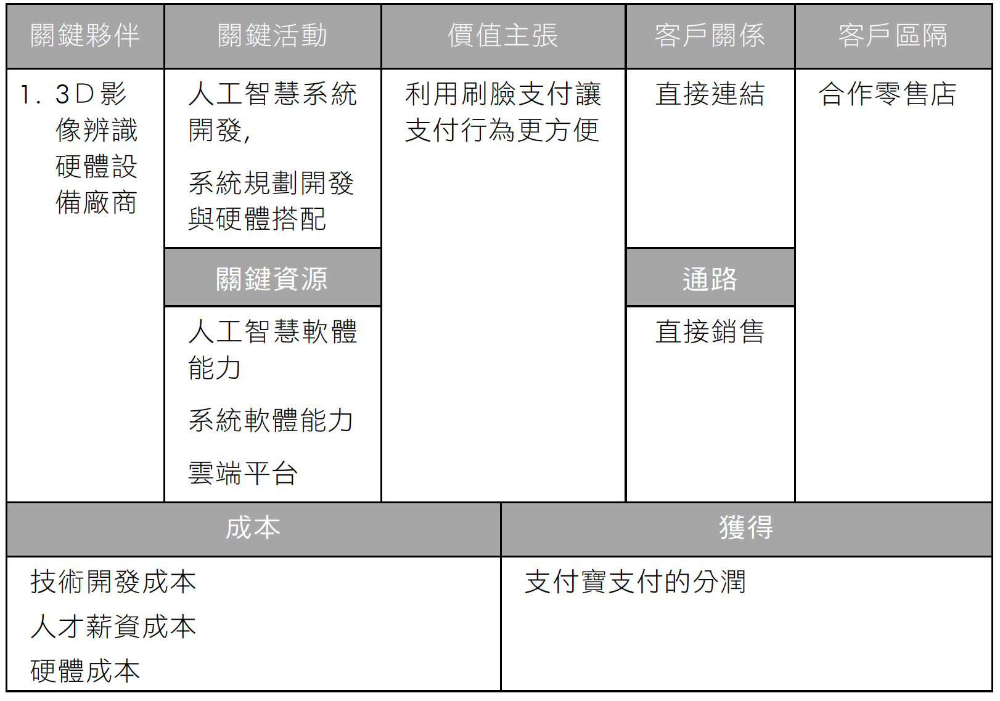 關鍵夥伴
關鍵活動
價值主張
客戶關係
客戶區隔
1. 3D影
像辨識
硬體設
備廠商
人工智慧系統
開發,
系統規劃開發
與硬體搭配
關鍵資源
人工智慧軟體
能力
系統軟體能力
雲端平台
利用刷臉支付讓
支付行為更方便
直接連結
通路
直接銷售
合作零售店
成本
技術開發成本
人才薪資成本
硬體成本
獲得
支付寶支付的分潤